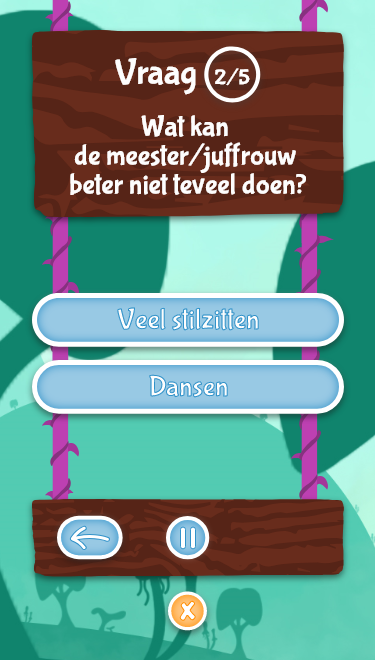 Vraag 2/5
Wat kan
de meester/juffrouw
beter niet teveel doen?
Veel stilzitten
Dansen
X